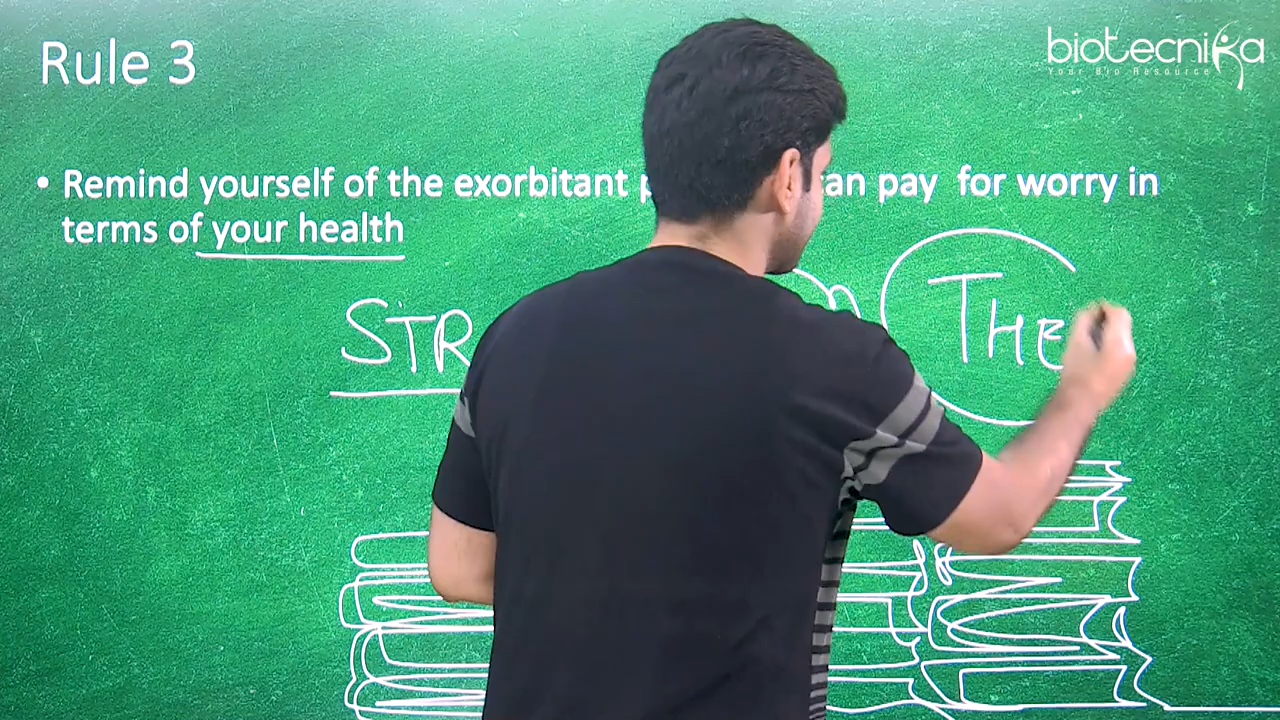 biotecnika
Your Bio Resource
Rule 3
• Remind yourself of the exorbitant pay for worry in
terms of your health
STR THE